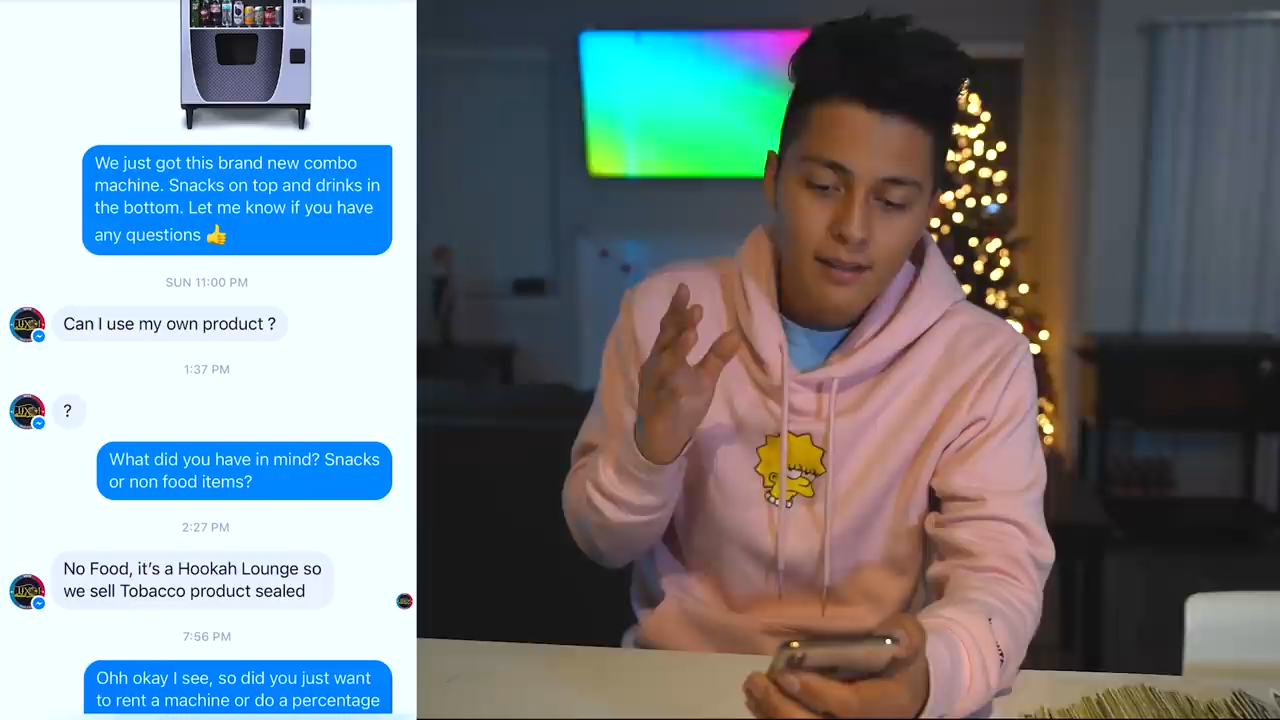 We just got this brand new combo
machine. Snacks on top and drinks in
the bottom. Let me know if you have
any questions 👍
SUN 11:00 PM
Can I use my own product ?
1:37 PM
?
What did you have in mind? Snacks
or non food items?
2:27 PM
No Food, it’s a Hookah Lounge so
we sell Tobacco product sealed
7:56 PM
Ohh okay I see, so did you just want
to rent a machine or do a percentage